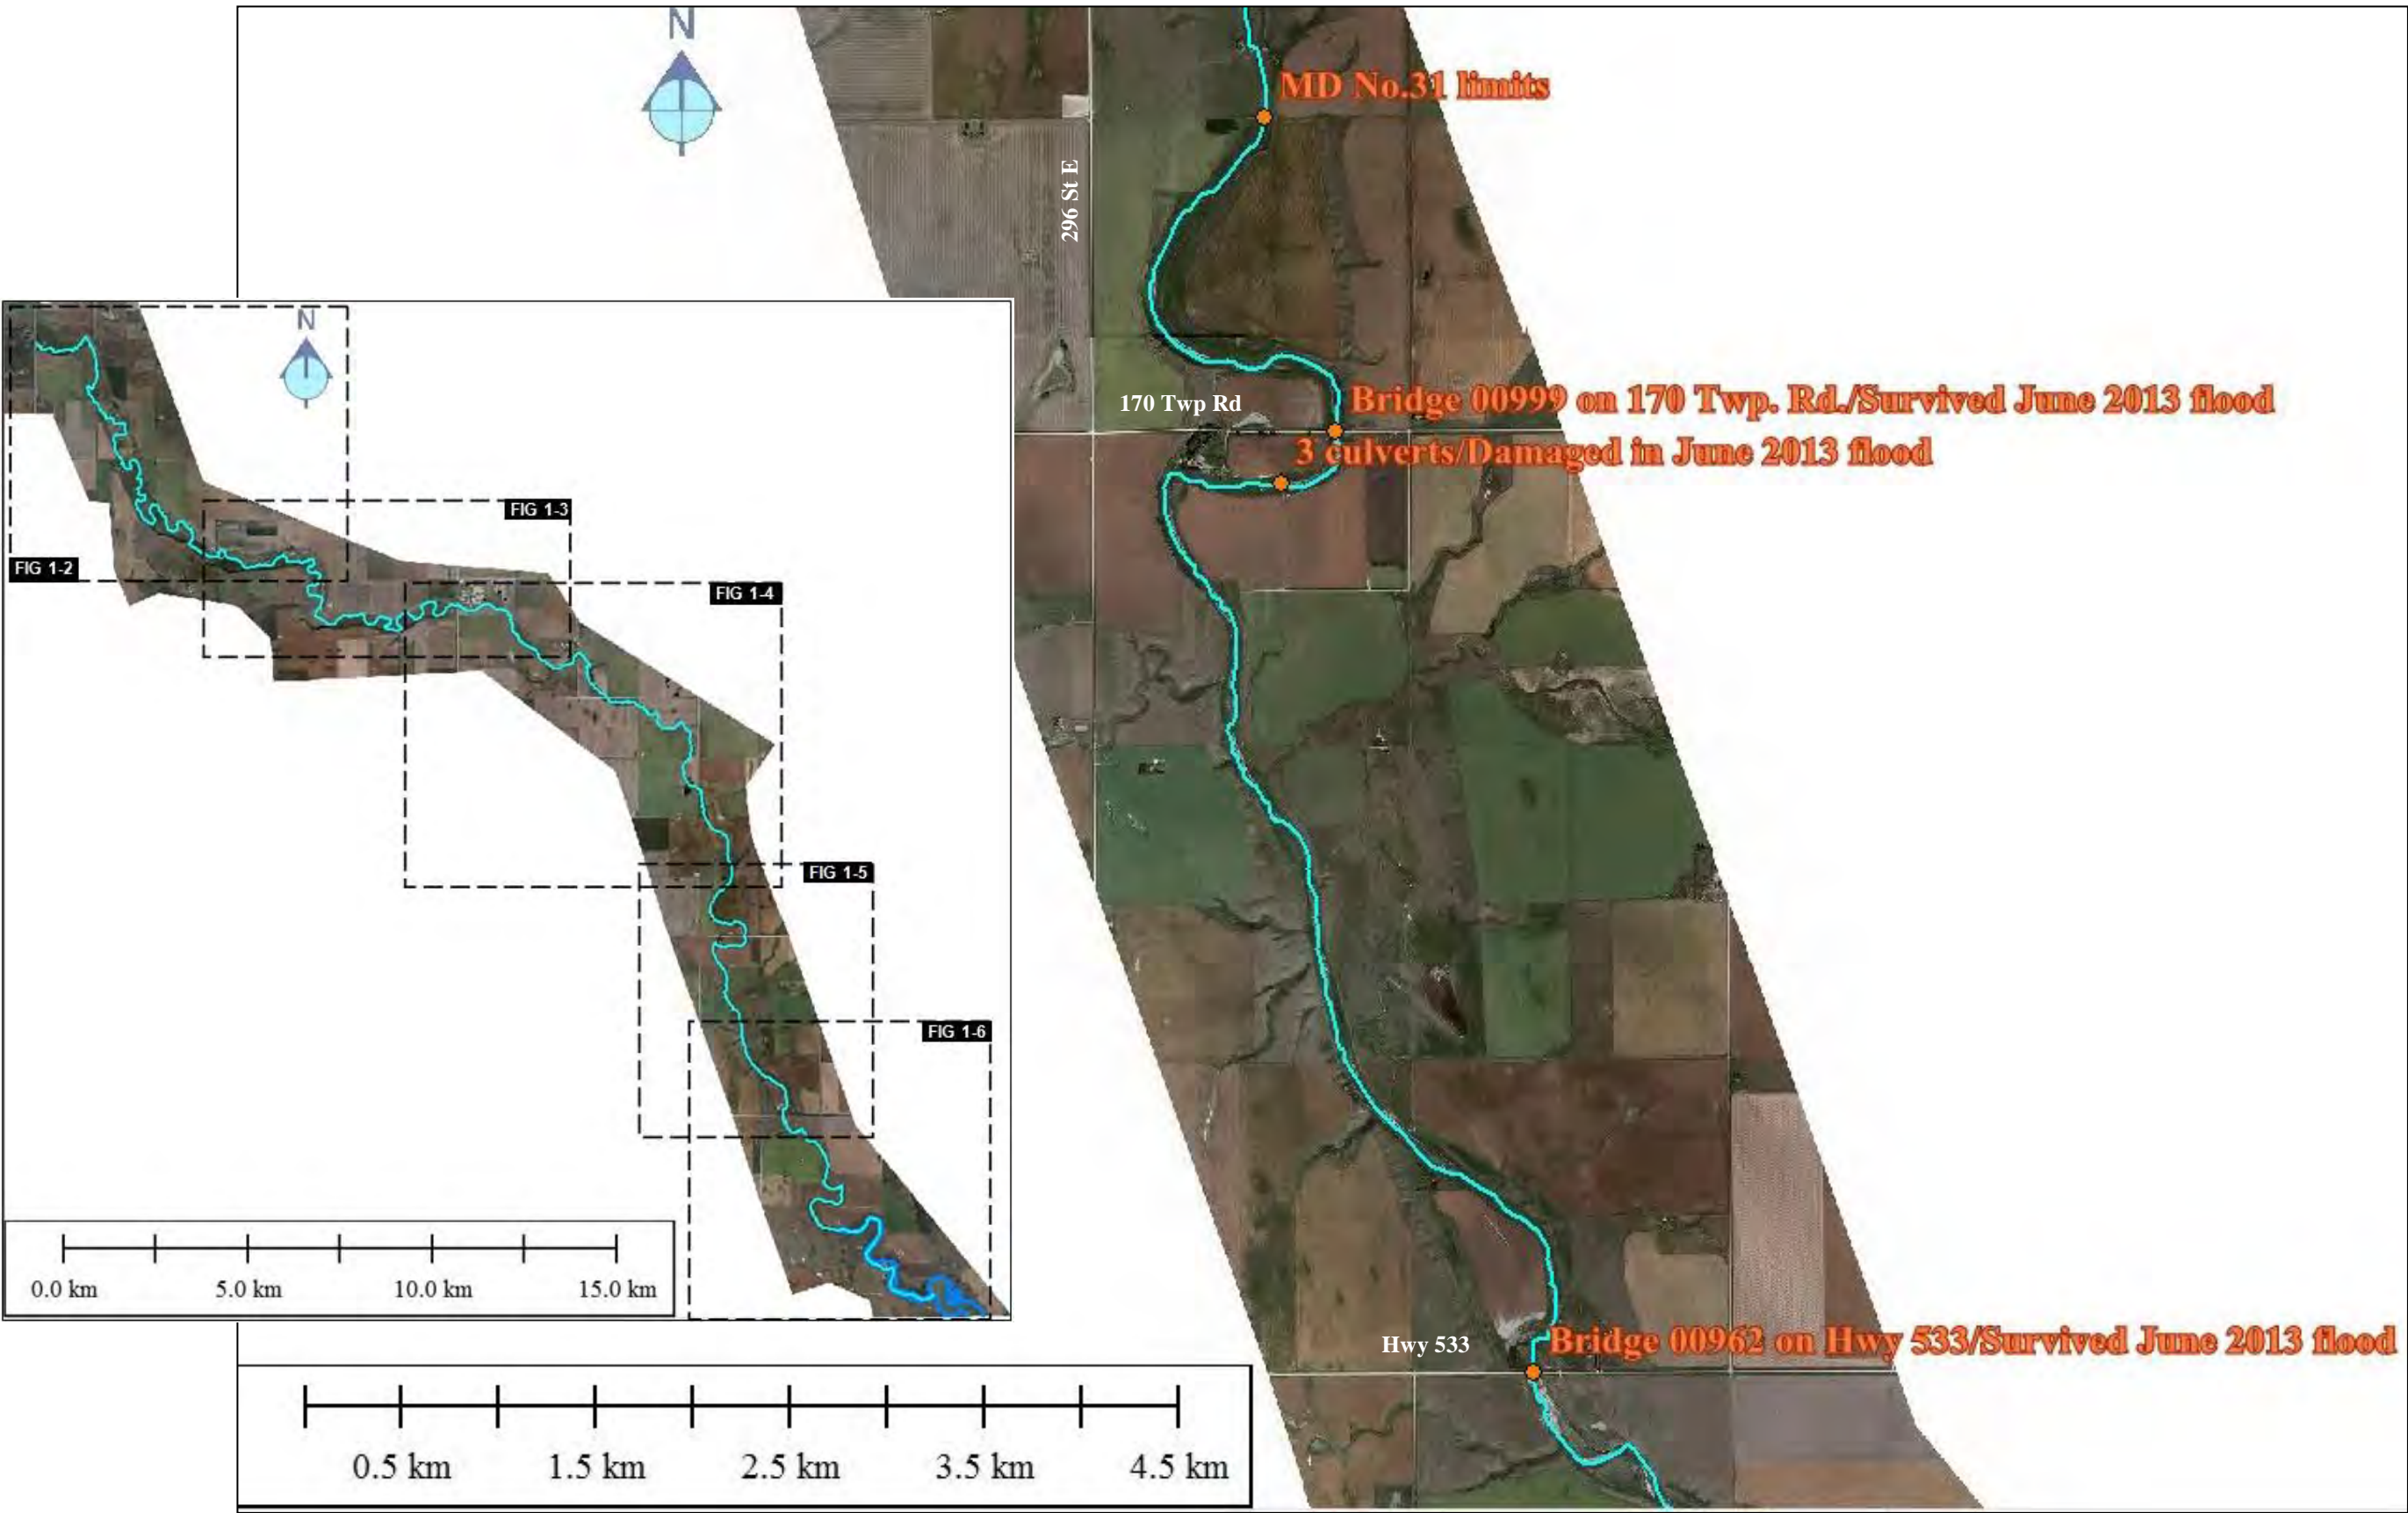 N
MD No.31 limits
296 St E
170 Twp Rd
Bridge 00999 on 170 Twp. Rd./Survived June 2013 flood
3 culverts/Damaged in June 2013 flood
Hwy 533
Bridge 00962 on Hwy 533/Survived June 2013 flood
N
FIG 1-2
FIG 1-3
FIG 1-4
FIG 1-5
FIG 1-6
0.0 km 5.0 km 10.0 km 15.0 km
0.5 km 1.5 km 2.5 km 3.5 km 4.5 km